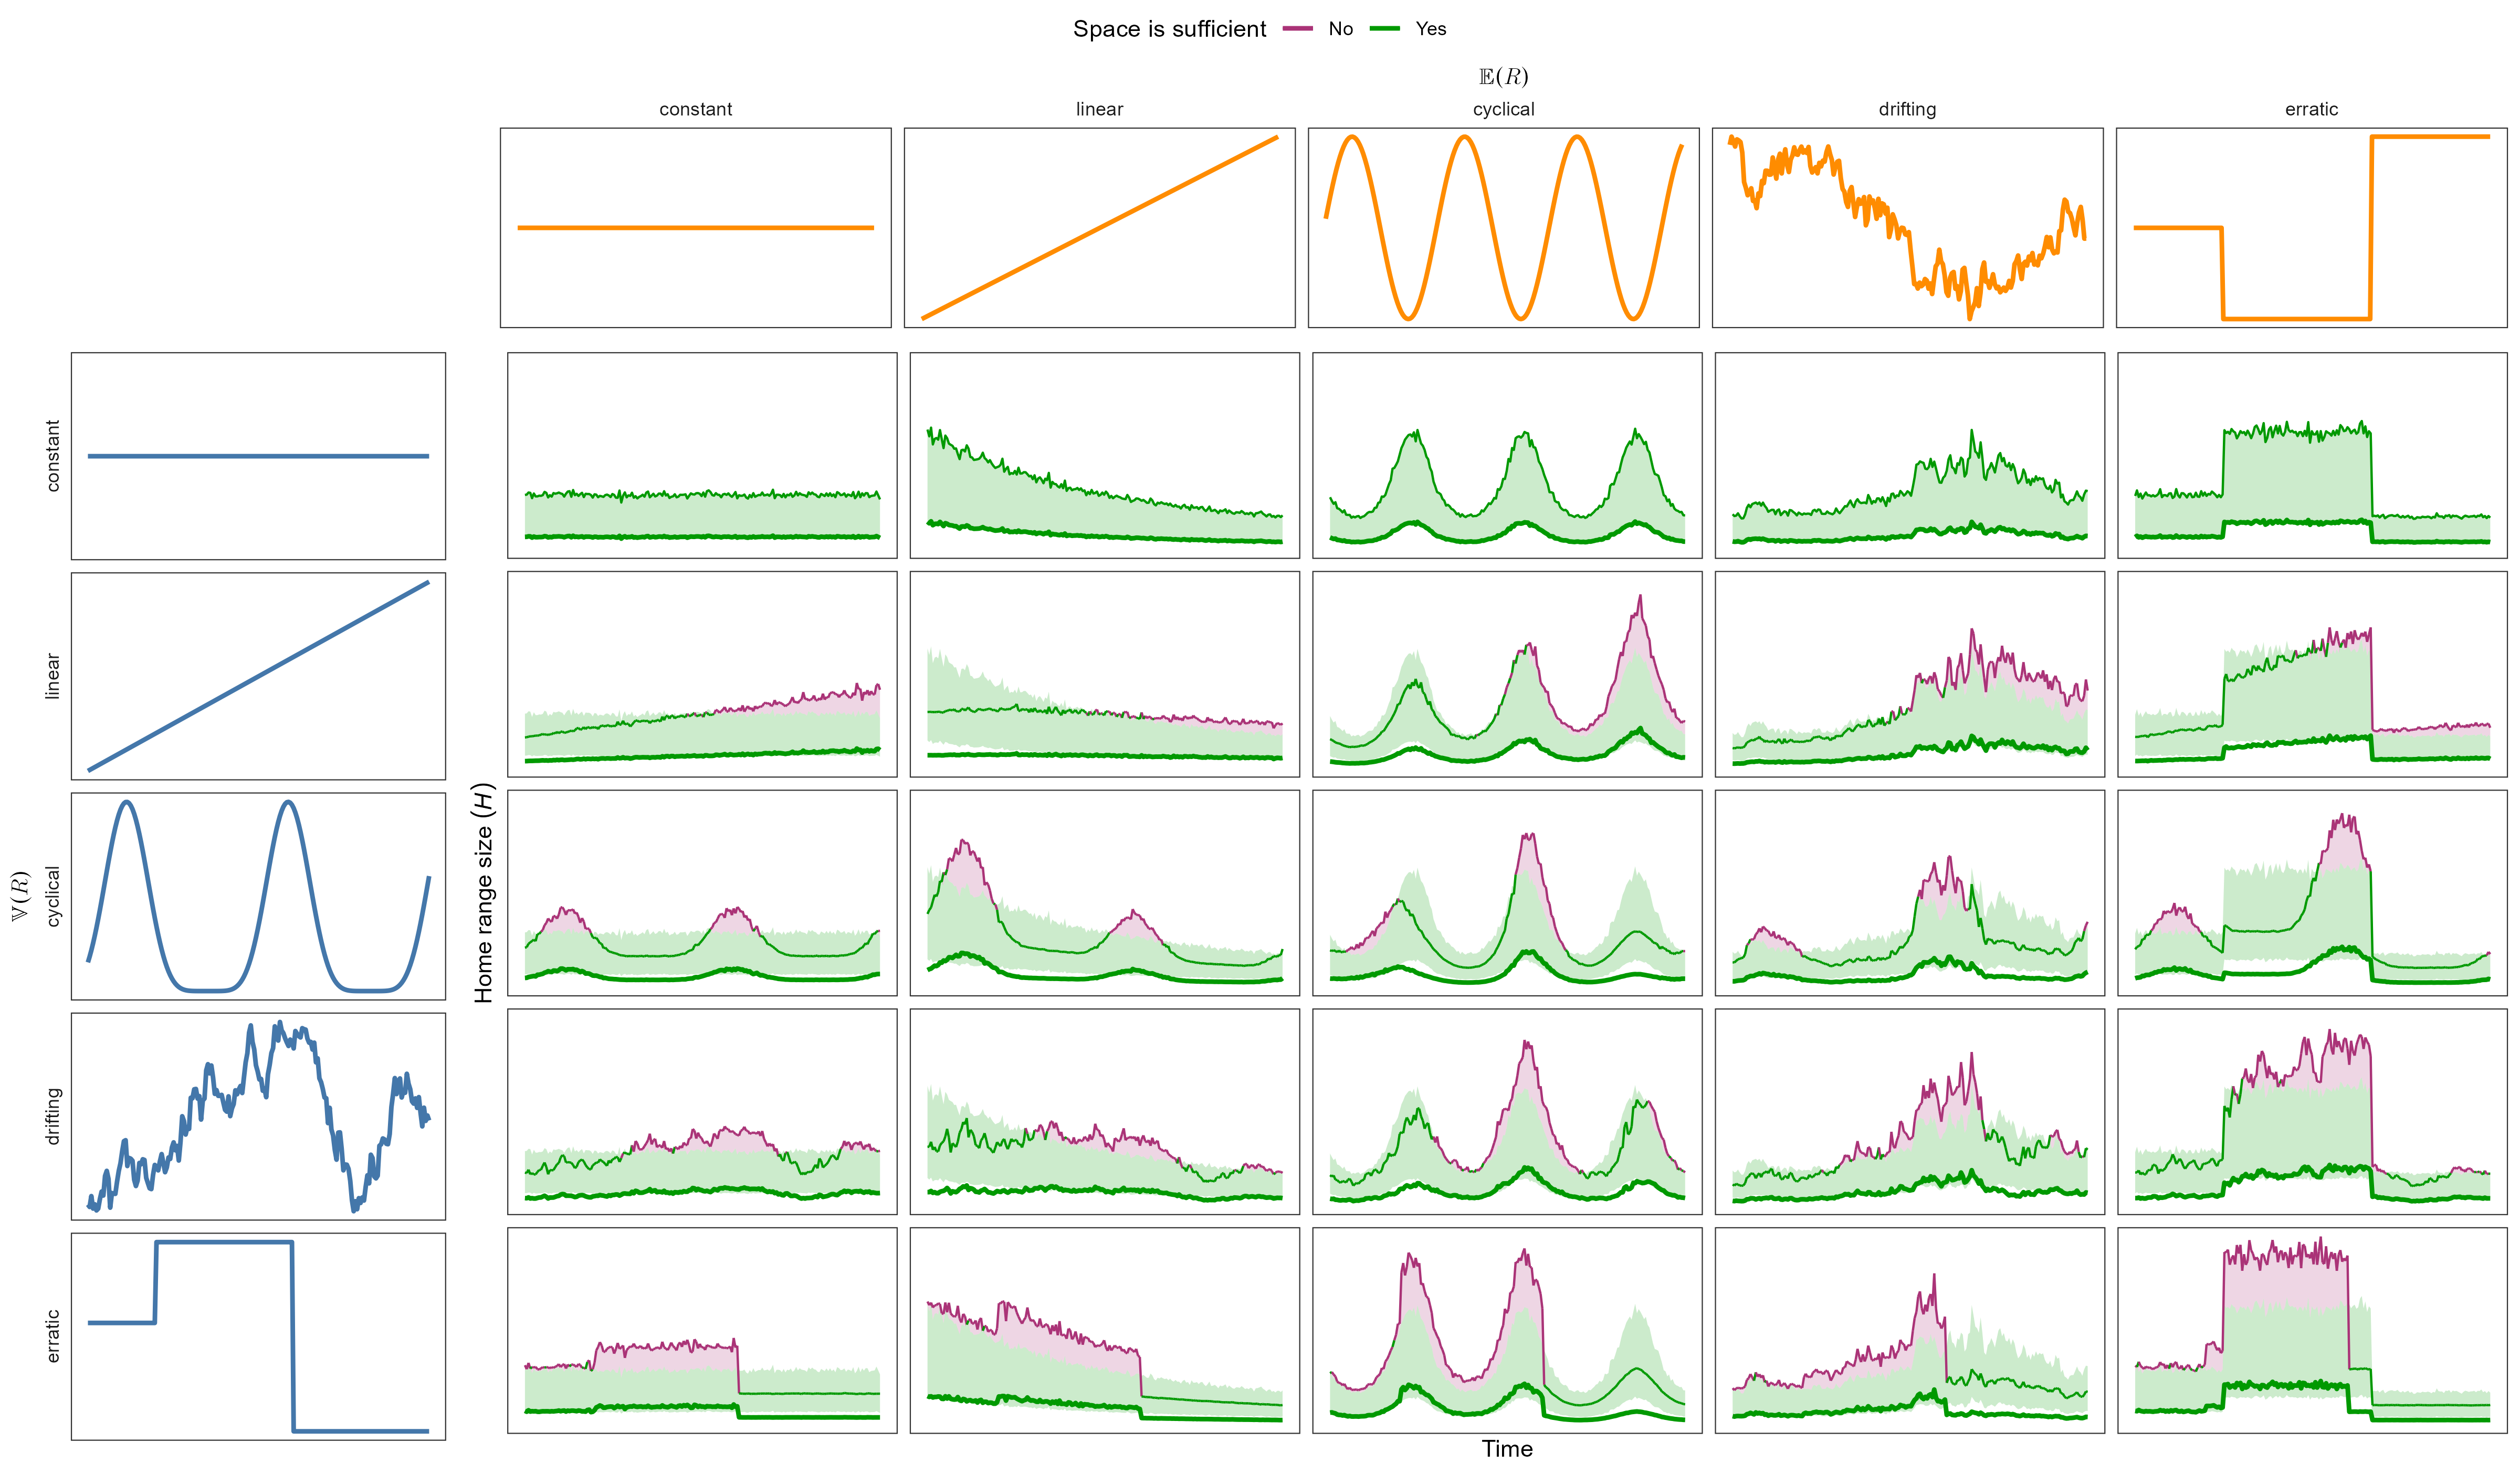 Space is sufficient No Yes
𝔼(R)
constant linear cyclical drifting erratic
constant
linear
cyclical
drifting
erratic
𝕍(R)
Home range size (H)
Time